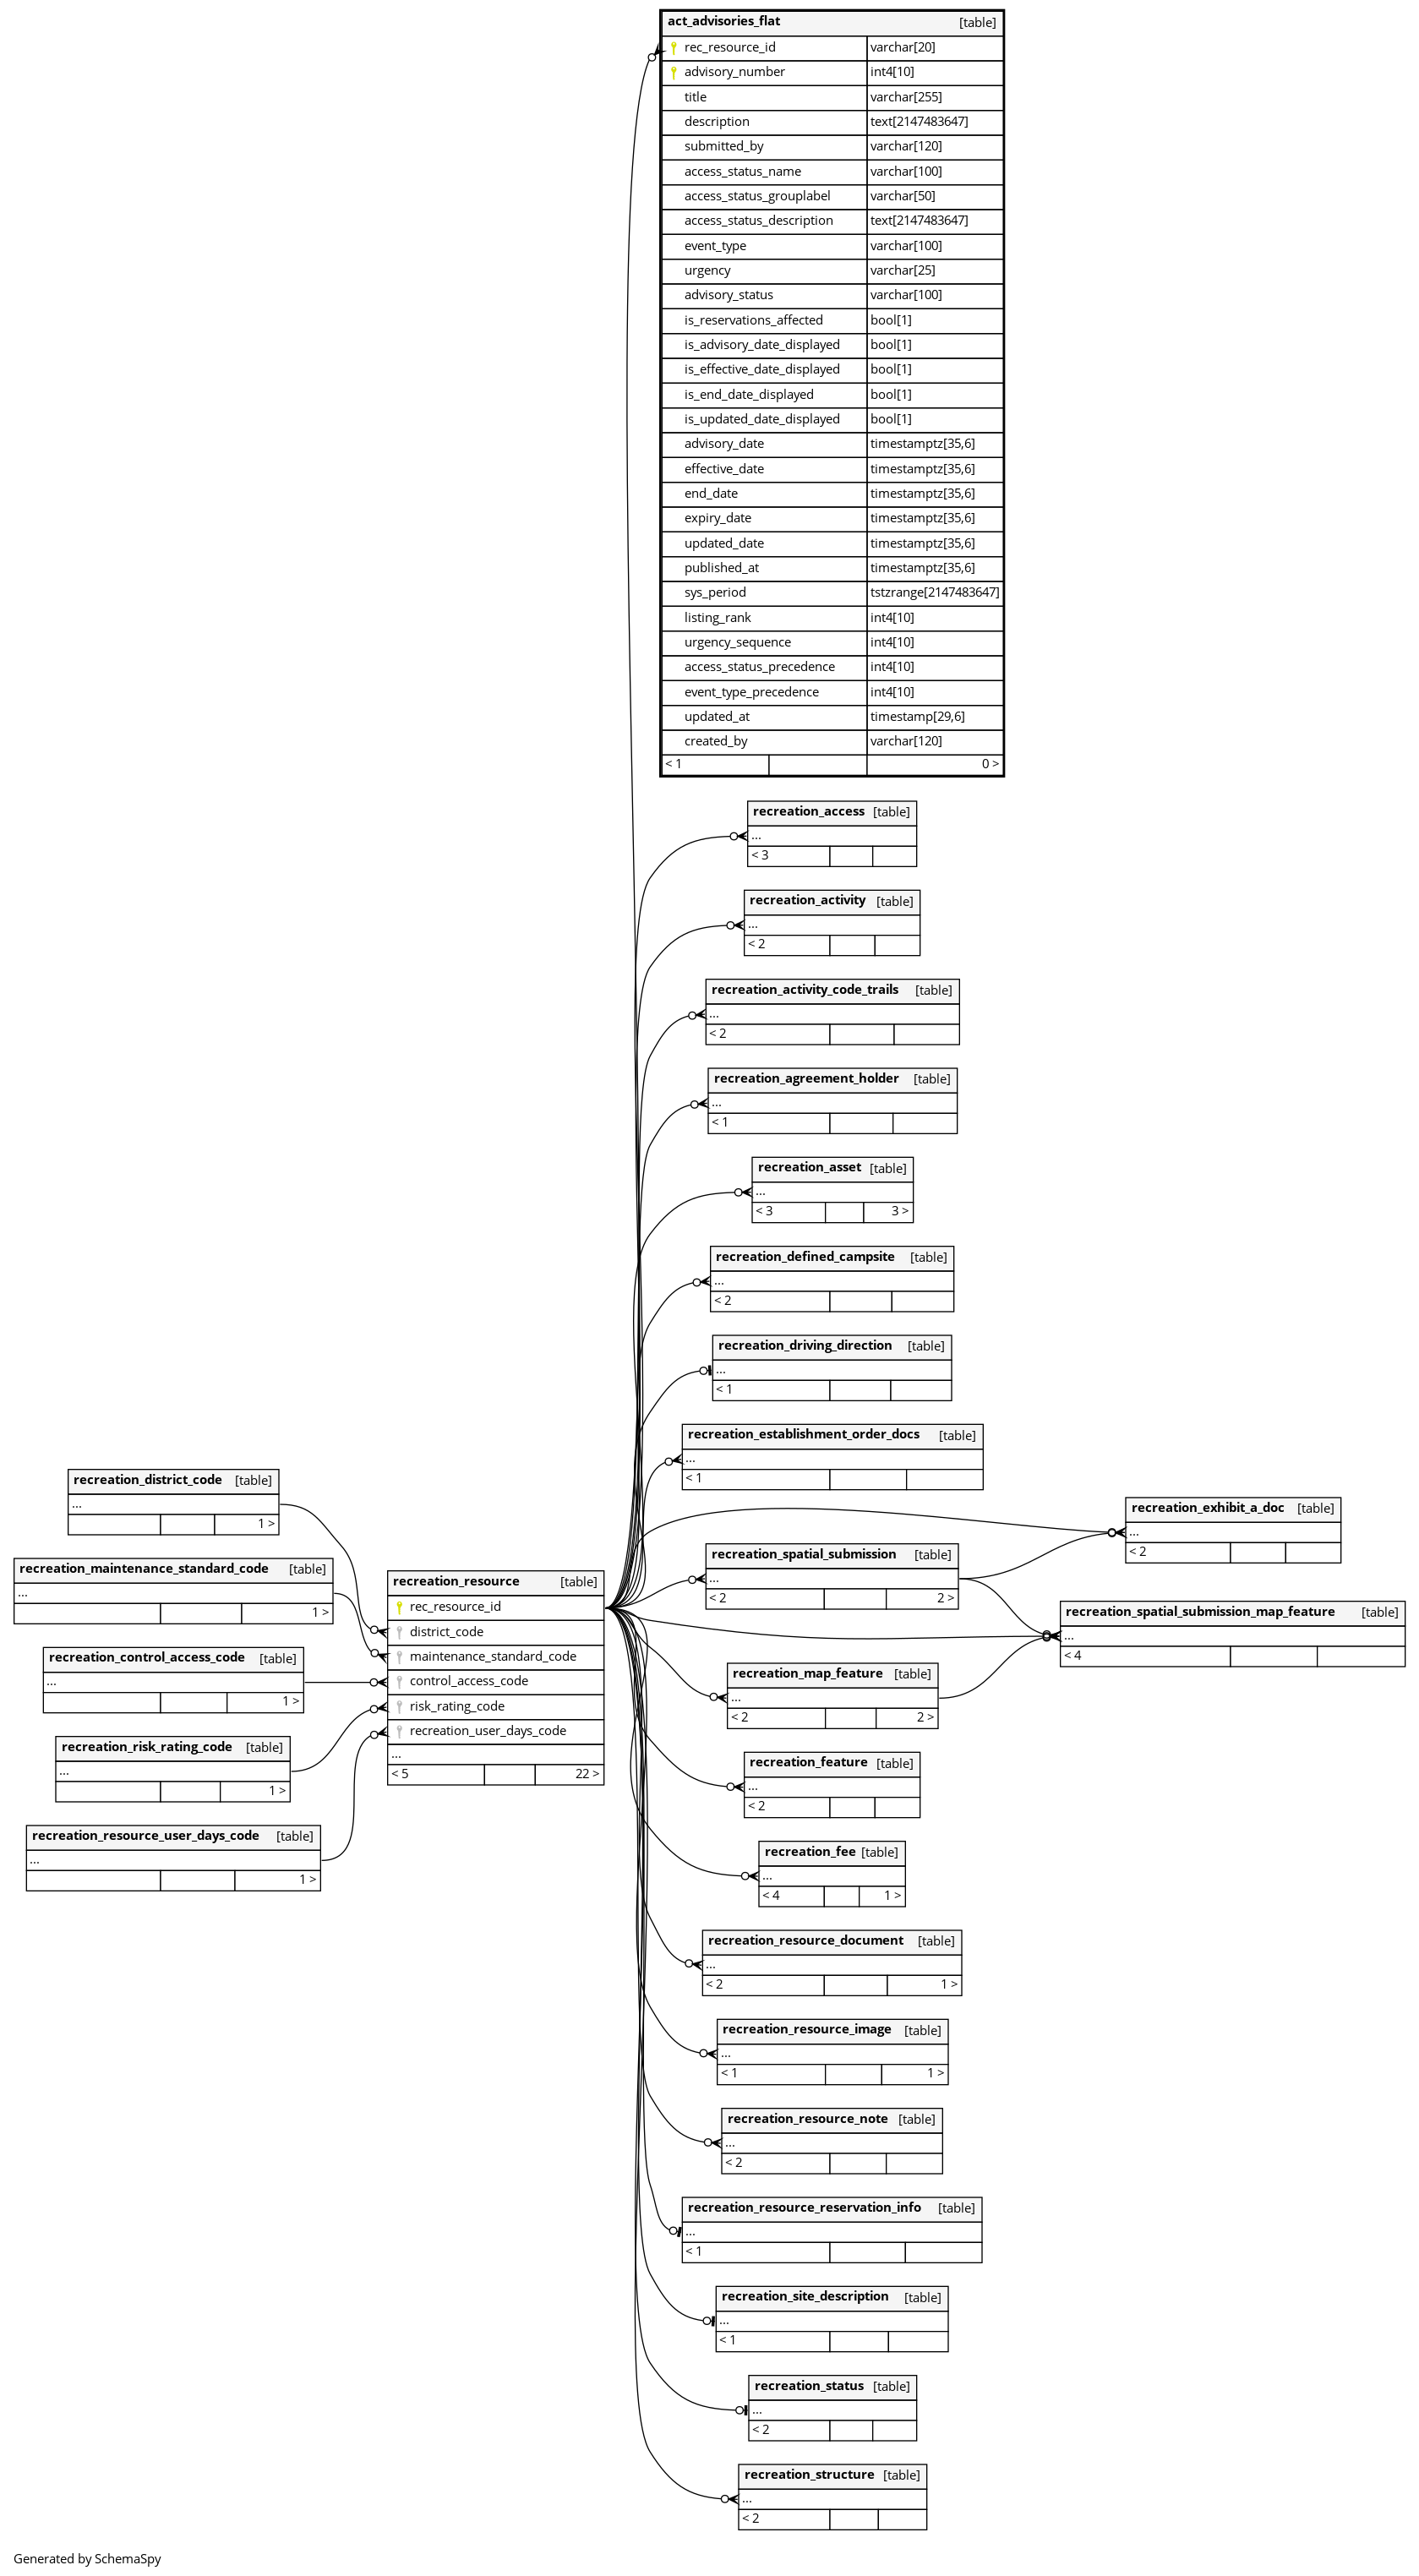 act_advisories_flat [table]
rec_resource_id varchar[20]
advisory_number int4[10]
title varchar[255]
description text[2147483647]
submitted_by varchar[120]
access_status_name varchar[100]
access_status_grouplabel varchar[50]
access_status_description text[2147483647]
event_type varchar[100]
urgency varchar[25]
advisory_status varchar[100]
is_reservations_affected bool[1]
is_advisory_date_displayed bool[1]
is_effective_date_displayed bool[1]
is_end_date_displayed bool[1]
is_updated_date_displayed bool[1]
advisory_date timestamptz[35,6]
effective_date timestamptz[35,6]
end_date timestamptz[35,6]
expiry_date timestamptz[35,6]
updated_date timestamptz[35,6]
published_at timestamptz[35,6]
sys_period tstzrange[2147483647]
listing_rank int4[10]
urgency_sequence int4[10]
access_status_precedence int4[10]
event_type_precedence int4[10]
updated_at timestamp[29,6]
created_by varchar[120]
< 1 0 >
recreation_access [table]
...
< 3
recreation_activity [table]
...
< 2
recreation_activity_code_trails [table]
...
< 2
recreation_agreement_holder [table]
...
< 1
recreation_asset [table]
...
< 3 3 >
recreation_defined_campsite [table]
...
< 2
recreation_driving_direction [table]
...
< 1
recreation_establishment_order_docs [table]
...
< 1
recreation_district_code [table]
...
1 >
recreation_maintenance_standard_code [table]
...
1 >
recreation_control_access_code [table]
...
1 >
recreation_risk_rating_code [table]
...
1 >
recreation_resource_user_days_code [table]
...
1 >
recreation_resource [table]
rec_resource_id
district_code
maintenance_standard_code
control_access_code
risk_rating_code
recreation_user_days_code
...
< 5 22 >
recreation_exhibit_a_doc [table]
...
< 2
recreation_spatial_submission [table]
...
< 2 2 >
recreation_spatial_submission_map_feature [table]
...
< 4
recreation_map_feature [table]
...
< 2 2 >
recreation_feature [table]
...
< 2
recreation_fee [table]
...
< 4 1 >
recreation_resource_document [table]
...
< 2 1 >
recreation_resource_image [table]
...
< 1 1 >
recreation_resource_note [table]
...
< 2
recreation_resource_reservation_info [table]
...
< 1
recreation_site_description [table]
...
< 1
recreation_status [table]
...
< 2
recreation_structure [table]
...
< 2
Generated by SchemaSpy